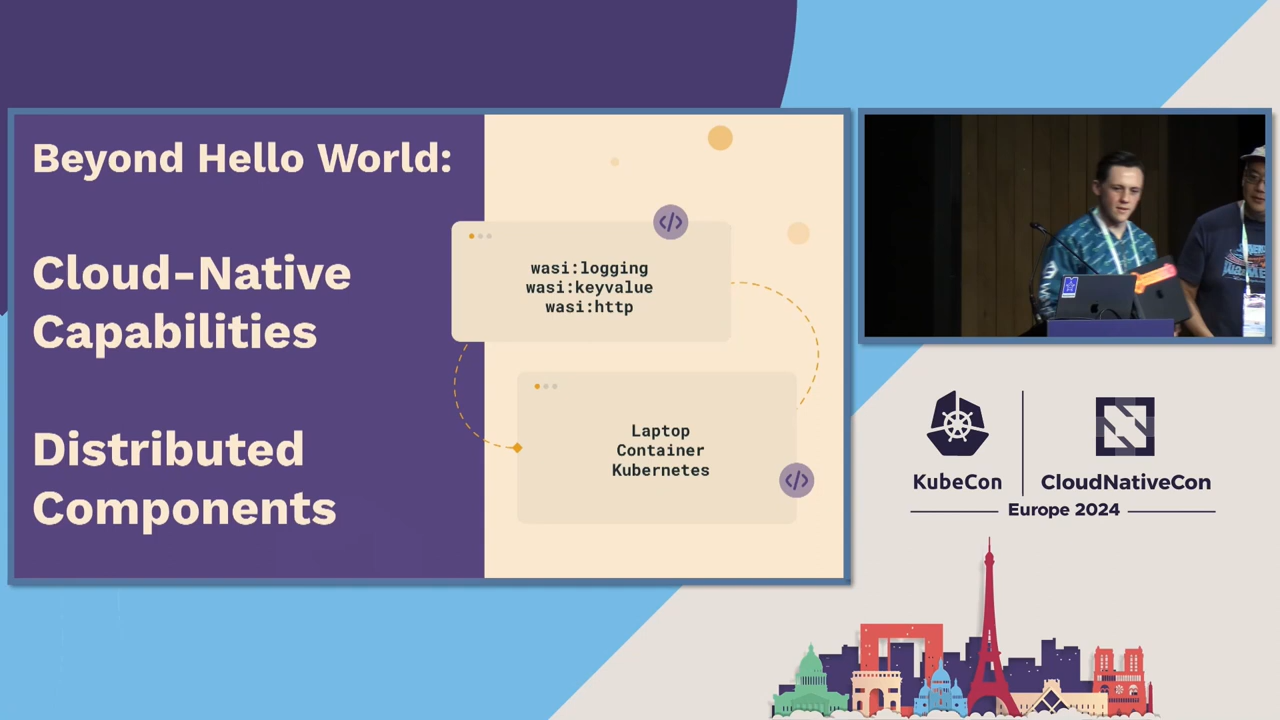 Beyond Hello World:
Cloud-Native
Capabilities
Distributed
Components
wasi:logging
wasi:keyvalue
wasi:http
Laptop
Container
Kubernetes
KubeCon
CloudNativeCon
Europe 2024